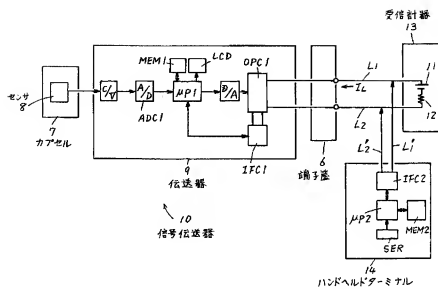 受信計器
13
MEM1
LCD
OPC1
L1
IL
11
12
センサ
8
C/V
A/D
μP1
D/A
ADC1
L2
7
カプセル
IFC1
6
端子盤
L2'
L1'
9
伝送器
IFC2
10
信号伝送器
μP2
MEM2
SER
14
ハンドヘルドターミナル